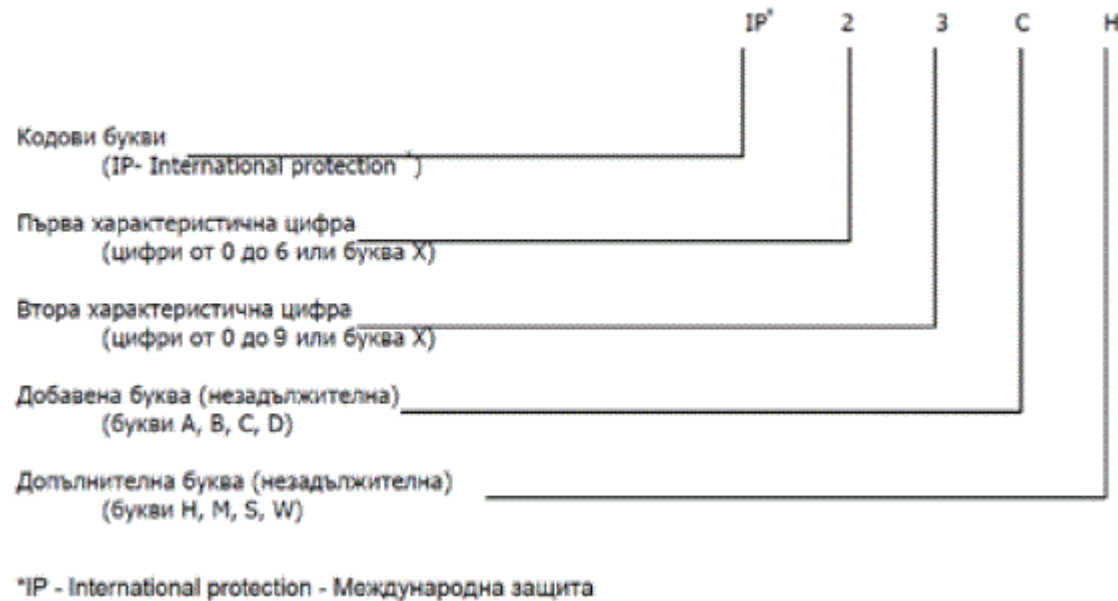 IP* 2 3 C H
Кодови букви
(IP- International protection *)
Първа характеристична цифра
(цифри от 0 до 6 или буква X)
Втора характеристична цифра
(цифри от 0 до 9 или буква X)
Добавена буква (незадължителна)
(букви A, B, C, D)
Допълнителна буква (незадължителна)
(букви H, M, S, W)
*IP - International protection - Международна защита